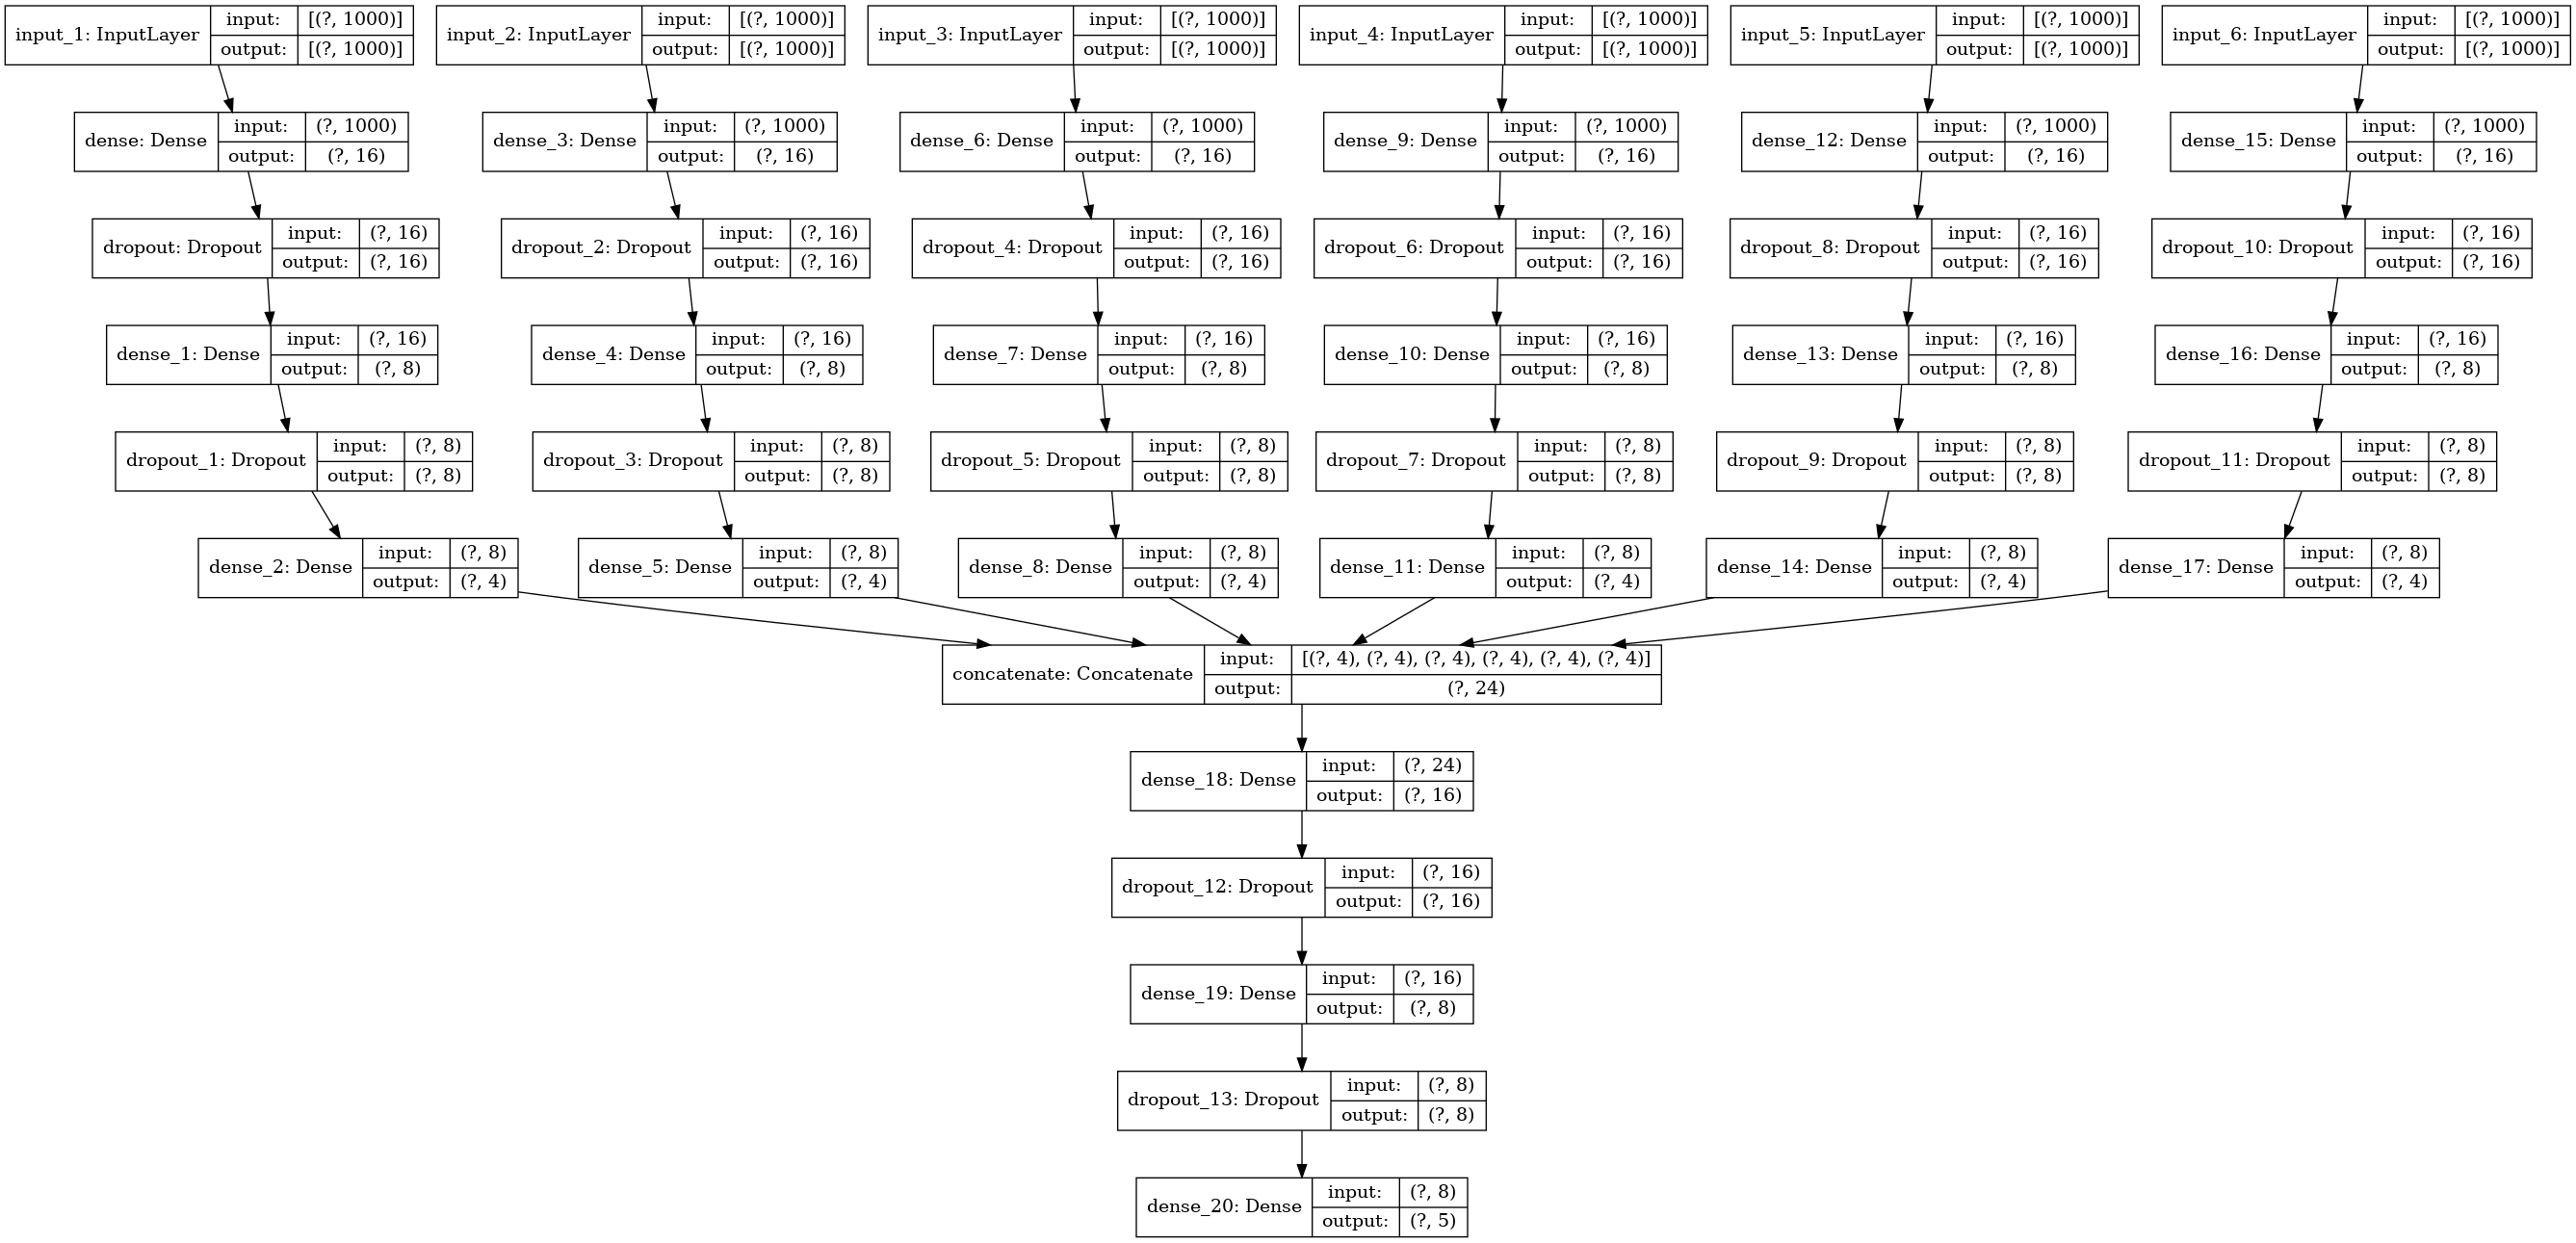 input_1: InputLayer input: [(?, 1000)] output: [(?, 1000)]
input_2: InputLayer input: [(?, 1000)] output: [(?, 1000)]
input_3: InputLayer input: [(?, 1000)] output: [(?, 1000)]
input_4: InputLayer input: [(?, 1000)] output: [(?, 1000)]
input_5: InputLayer input: [(?, 1000)] output: [(?, 1000)]
input_6: InputLayer input: [(?, 1000)] output: [(?, 1000)]
dense: Dense input: (?, 1000) output: (?, 16)
dense_3: Dense input: (?, 1000) output: (?, 16)
dense_6: Dense input: (?, 1000) output: (?, 16)
dense_9: Dense input: (?, 1000) output: (?, 16)
dense_12: Dense input: (?, 1000) output: (?, 16)
dense_15: Dense input: (?, 1000) output: (?, 16)
dropout: Dropout input: (?, 16) output: (?, 16)
dropout_2: Dropout input: (?, 16) output: (?, 16)
dropout_4: Dropout input: (?, 16) output: (?, 16)
dropout_6: Dropout input: (?, 16) output: (?, 16)
dropout_8: Dropout input: (?, 16) output: (?, 16)
dropout_10: Dropout input: (?, 16) output: (?, 16)
dense_1: Dense input: (?, 16) output: (?, 8)
dense_4: Dense input: (?, 16) output: (?, 8)
dense_7: Dense input: (?, 16) output: (?, 8)
dense_10: Dense input: (?, 16) output: (?, 8)
dense_13: Dense input: (?, 16) output: (?, 8)
dense_16: Dense input: (?, 16) output: (?, 8)
dropout_1: Dropout input: (?, 8) output: (?, 8)
dropout_3: Dropout input: (?, 8) output: (?, 8)
dropout_5: Dropout input: (?, 8) output: (?, 8)
dropout_7: Dropout input: (?, 8) output: (?, 8)
dropout_9: Dropout input: (?, 8) output: (?, 8)
dropout_11: Dropout input: (?, 8) output: (?, 8)
dense_2: Dense input: (?, 8) output: (?, 4)
dense_5: Dense input: (?, 8) output: (?, 4)
dense_8: Dense input: (?, 8) output: (?, 4)
dense_11: Dense input: (?, 8) output: (?, 4)
dense_14: Dense input: (?, 8) output: (?, 4)
dense_17: Dense input: (?, 8) output: (?, 4)
concatenate: Concatenate input: [(?, 4), (?, 4), (?, 4), (?, 4), (?, 4), (?, 4)] output: (?, 24)
dense_18: Dense input: (?, 24) output: (?, 16)
dropout_12: Dropout input: (?, 16) output: (?, 16)
dense_19: Dense input: (?, 16) output: (?, 8)
dropout_13: Dropout input: (?, 8) output: (?, 8)
dense_20: Dense input: (?, 8) output: (?, 5)